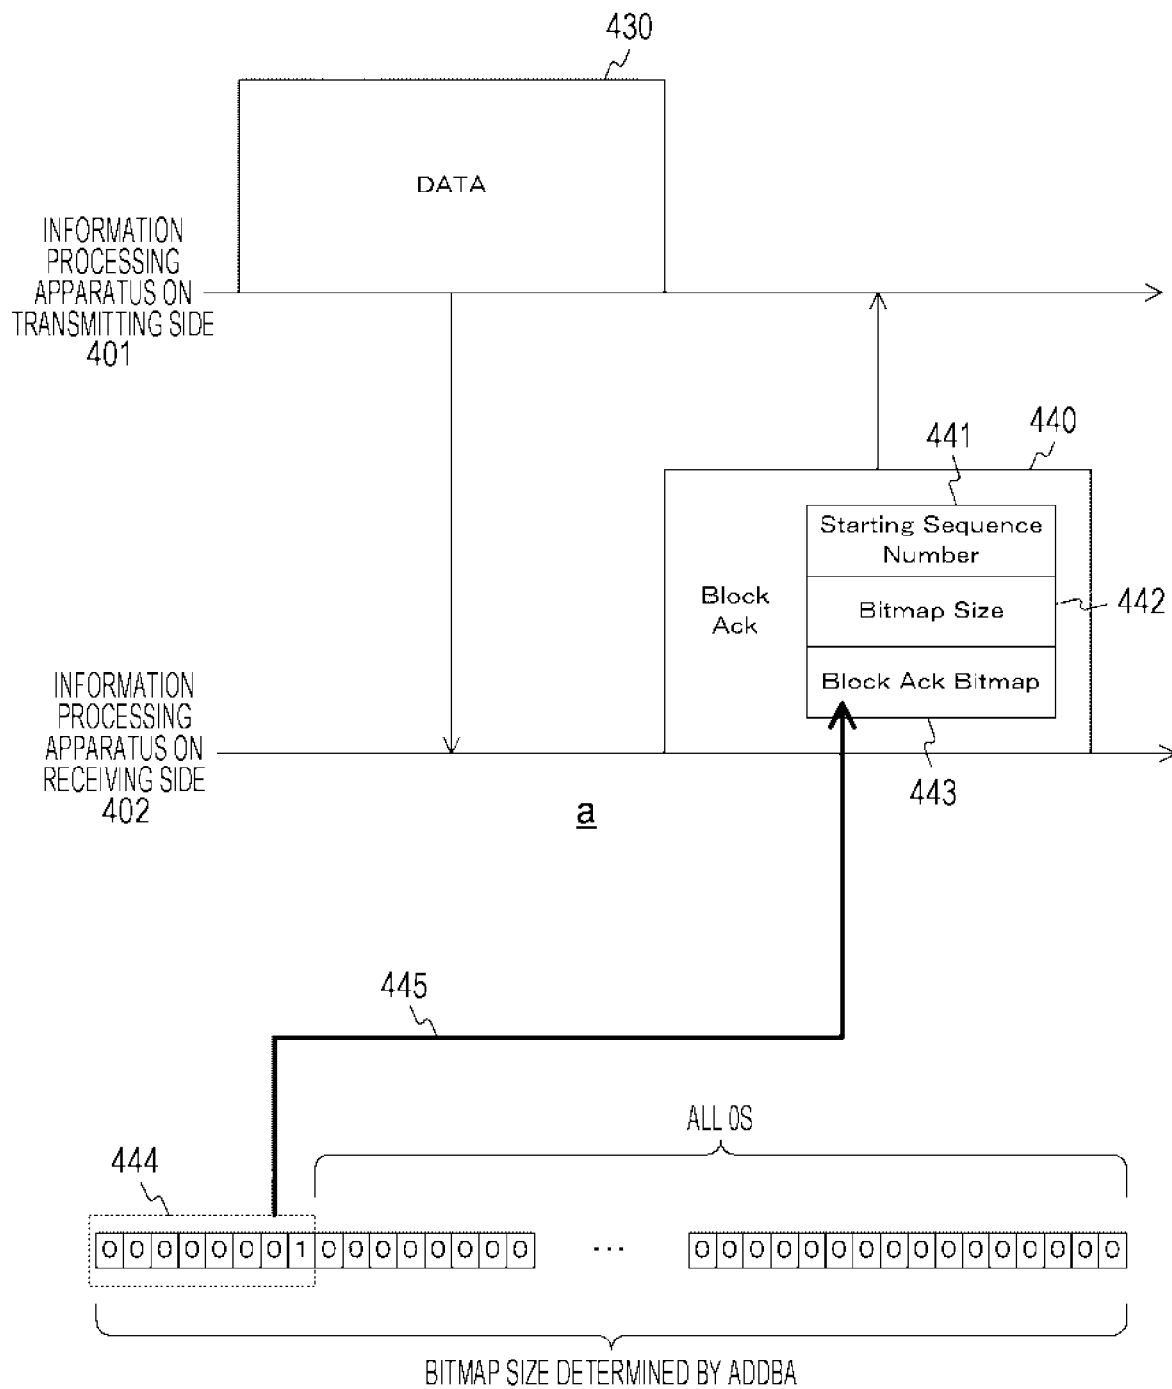 430
DATA
INFORMATION
PROCESSING
APPARATUS ON
TRANSMITTING SIDE
401
441
440
Starting Sequence
Number
Block
Ack
Bitmap Size
442
Block Ack Bitmap
INFORMATION
PROCESSING
APPARATUS ON
RECEIVING SIDE
402
443
a
445
ALL 0S
444
0 0 0 0 0 0 0 1 0 0 0 0 0 0 0 0 ... 0 0 0 0 0 0 0 0 0 0 0 0 0 0 0 0
BITMAP SIZE DETERMINED BY ADDBA